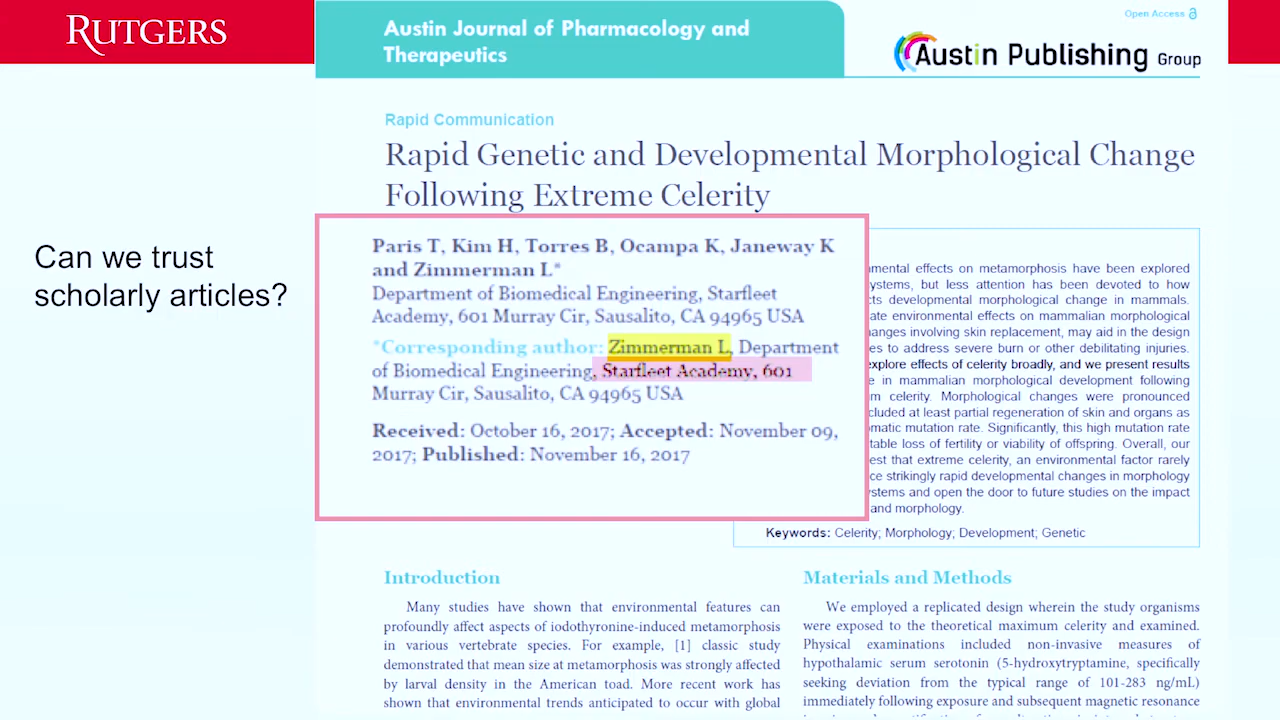 RUTGERS
Can we trust
scholarly articles?
Austin Journal of Pharmacology and
Therapeutics
Open Access
Austin Publishing Group
Rapid Communication
Rapid Genetic and Developmental Morphological Change
Following Extreme Celerity
Paris T, Kim H, Torres B, Ocampa K, Janeway K
and Zimmerman L*
Department of Biomedical Engineering, Starfleet
Academy, 601 Murray Cir, Sausalito, CA 94965 USA
*Corresponding author: Zimmerman L, Department
of Biomedical Engineering, Starfleet Academy, 601
Murray Cir, Sausalito, CA 94965 USA
Received: October 16, 2017; Accepted: November 09,
2017; Published: November 16, 2017
effects on metamorphosis have been explored
but less attention has been devoted to how
developmental morphological change in mammals.
environmental effects on mammalian morphological
involving skin replacement, may aid in the design
to address severe burn or other debilitating injuries.
explore effects of celerity broadly, and we present results
in mammalian morphological development following
celerity. Morphological changes were pronounced
at least partial regeneration of skin and organs as
mutation rate. Significantly, this high mutation rate
loss of fertility or viability of offspring. Overall, our
that extreme celerity, an environmental factor rarely
strikingly rapid developmental changes in morphology
and open the door to future studies on the impact
and morphology.
Keywords: Celerity; Morphology; Development; Genetic
Introduction
Many studies have shown that environmental features can
profoundly affect aspects of iodothyronine-induced metamorphosis
in various vertebrate species. For example, [1] classic study
demonstrated that mean size at metamorphosis was strongly affected
by larval density in the American toad. More recent work has
shown that environmental trends anticipated to occur with global
Materials and Methods
We employed a replicated design wherein the study organisms
were exposed to the theoretical maximum celerity and examined.
Physical examinations included non-invasive measures of
hypothalamic serum serotonin (5-hydroxytryptamine, specifically
seeking deviation from the typical range of 101-283 ng/mL)
immediately following exposure and subsequent magnetic resonance